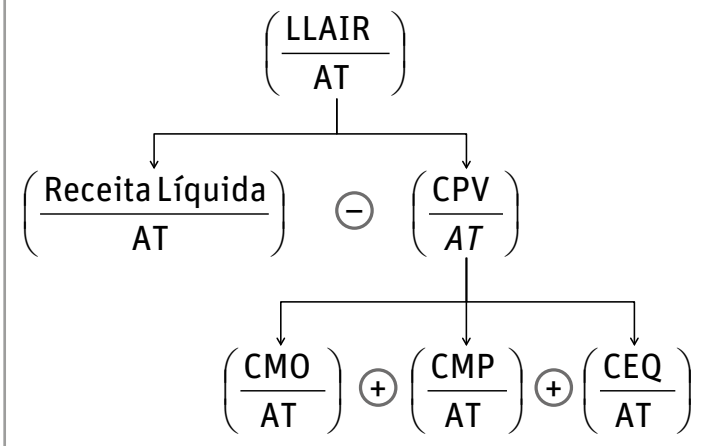 (LLAIR / AT)
(Receita Líquida / AT) − (CPV / AT)
(CMO / AT) + (CMP / AT) + (CEQ / AT)